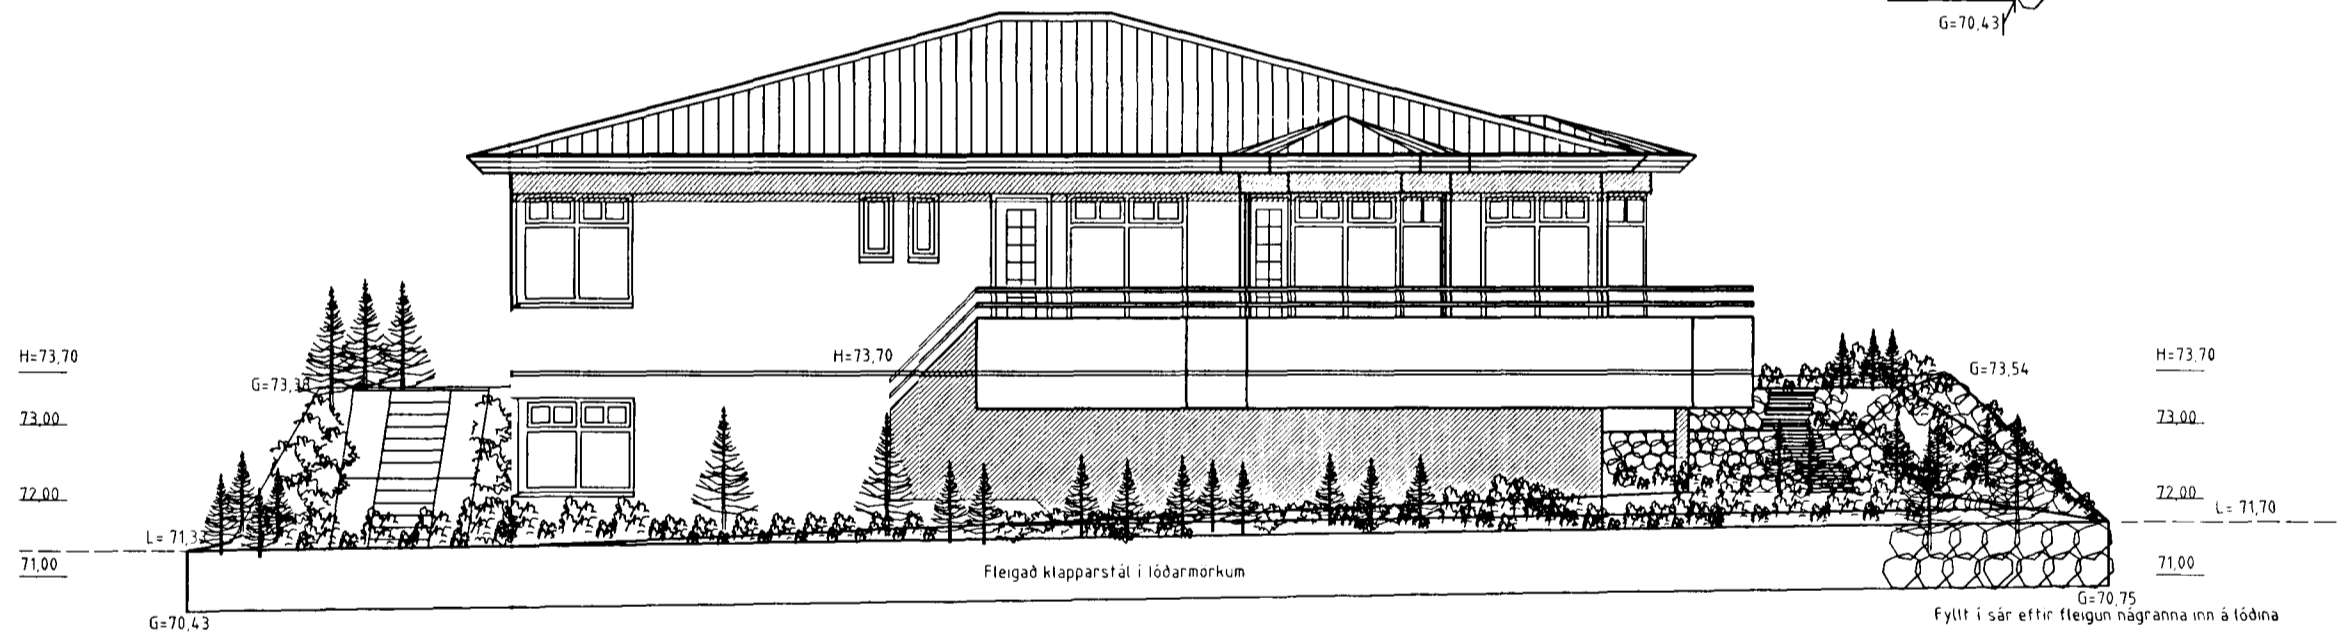 G=70,43
H=73,70
H=73,70
H=73,70
G=73,38
G=73,54
73,00
73,00
72,00
72,00
L= 71,33
L= 71,70
71,00
71,00
Fleigað klapparstál í lóðarmörkum
G=70,43
G=70,75
Fyllt í sár eftir fleigun nágranna inn á lóðina